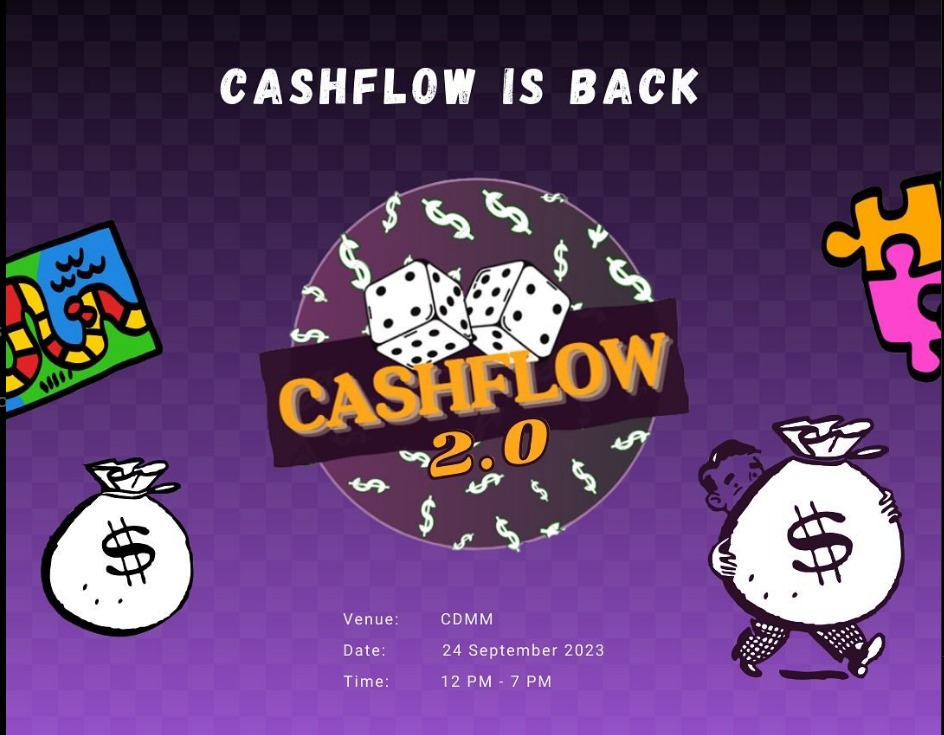 CASHFLOW IS BACK
CASHFLOW
2.0
$
$
Venue: CDMM
Date: 24 September 2023
Time: 12 PM - 7 PM